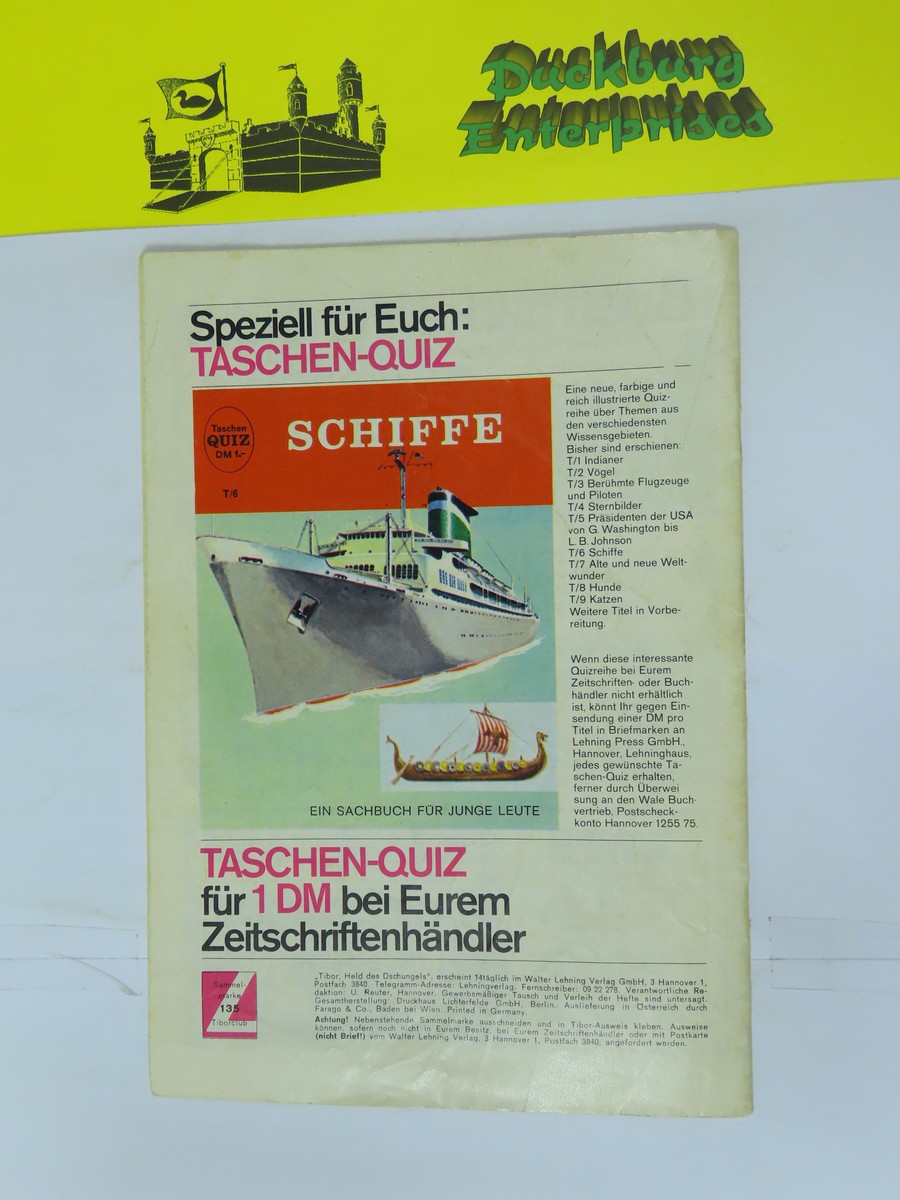 Duckburg
Enterprises
Speziell für Euch:
TASCHEN-QUIZ
Taschen
QUIZ
DM 1.-
T/6
SCHIFFE
EIN SACHBUCH FÜR JUNGE LEUTE
Eine neue, farbige und
reich illustrierte Quiz-
reihe über Themen aus
den verschiedensten
Wissensgebieten.
Bisher sind erschienen:
T/1 Indianer
T/2 Vögel
T/3 Berühmte Flugzeuge
und Piloten
T/4 Sternbilder
T/5 Präsidenten der USA
von G. Washington bis
L. B. Johnson
T/6 Schiffe
T/7 Alte und neue Welt-
wunder
T/8 Hunde
T/9 Katzen
Weitere Titel in Vorbe-
reitung.
Wenn diese interessante
Quizreihe bei Eurem
Zeitschriften- oder Buch-
händler nicht erhältlich
ist, könnt Ihr gegen Ein-
sendung einer DM pro
Titel in Briefmarken an
Lehning Press GmbH.,
Hannover, Lehninghaus,
jedes gewünschte Ta-
schen-Quiz erhalten,
ferner durch Überwei
sung an den Wale Buch-
vertrieb, Postscheck-
konto Hannover 1255 75.
TASCHEN-QUIZ
für 1 DM bei Eurem
Zeitschriftenhändler
Sammel-
marke
135
Tiborclub
„Tibor, Held des Dschungels", erscheint 14täglich im Walter Lehning Verlag GmbH, 3 Hannover 1,
Postfach 3840. Telegramm-Adresse: Lehningverlag. Fernschreiber: 09 22 278. Verantwortliche Re-
daktion: U. Reuter, Hannover. Gewerbsmäßiger Tausch und Verleih der Hefte sind untersagt.
Gesamtherstellung: Druckhaus Lichterfelde GmbH, Berlin. Auslieferung in Österreich durch
Farago & Co., Baden bei Wien. Printed in Germany.
Achtung! Nebenstehende Sammelmarke ausschneiden und in Tibor-Ausweis kleben. Ausweise
können, sofern noch nicht in Eurem Besitz, bei Eurem Zeitschriftenhändler oder mit Postkarte
(nicht Brief!) vom Walter Lehning Verlag, 3 Hannover 1, Postfach 3840, angefordert werden.